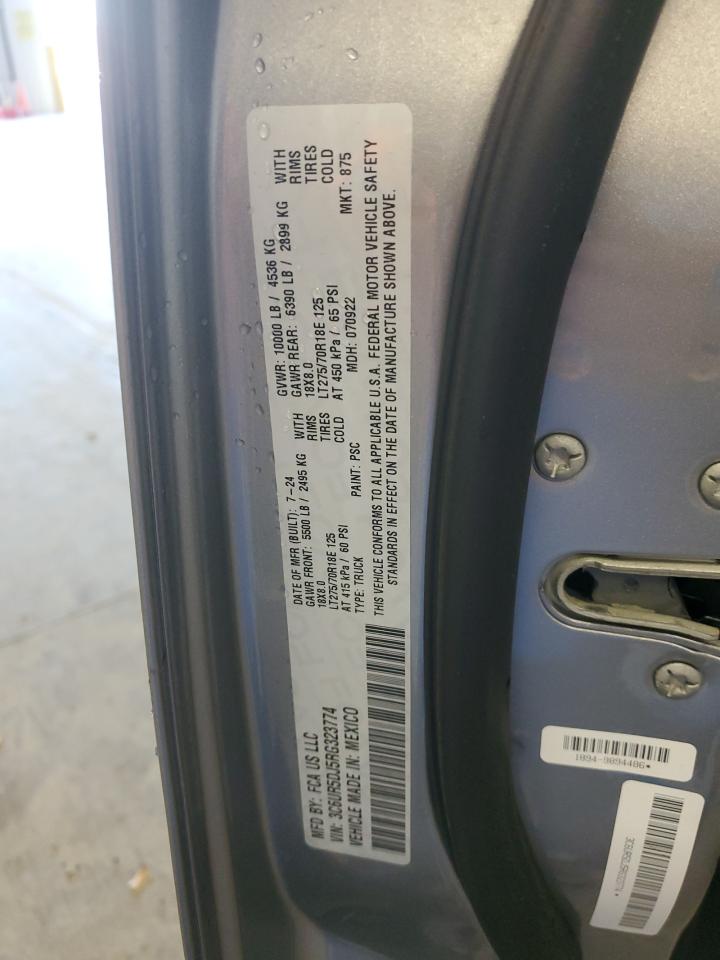 MFD BY: FCA US LLC
DATE OF MFR (BUILT): 7-24
GVWR: 10000 LB / 4536 KG
GAWR FRONT: 5500 LB / 2495 KG WITH
GAWR REAR: 6390 LB / 2899 KG WITH
18X8.0 RIMS
18X8.0 RIMS
LT275/70R18E 125 TIRES
LT275/70R18E 125 TIRES
AT 415 kPa / 60 PSI COLD
AT 450 kPa / 65 PSI COLD
VIN: 3C6UR5DJ5RG323774
TYPE: TRUCK
PAINT: PSC
MDH: 070922
MKT: 875
VEHICLE MADE IN: MEXICO
THIS VEHICLE CONFORMS TO ALL APPLICABLE U.S.A. FEDERAL MOTOR VEHICLE SAFETY
STANDARDS IN EFFECT ON THE DATE OF MANUFACTURE SHOWN ABOVE.
1894-9094406*